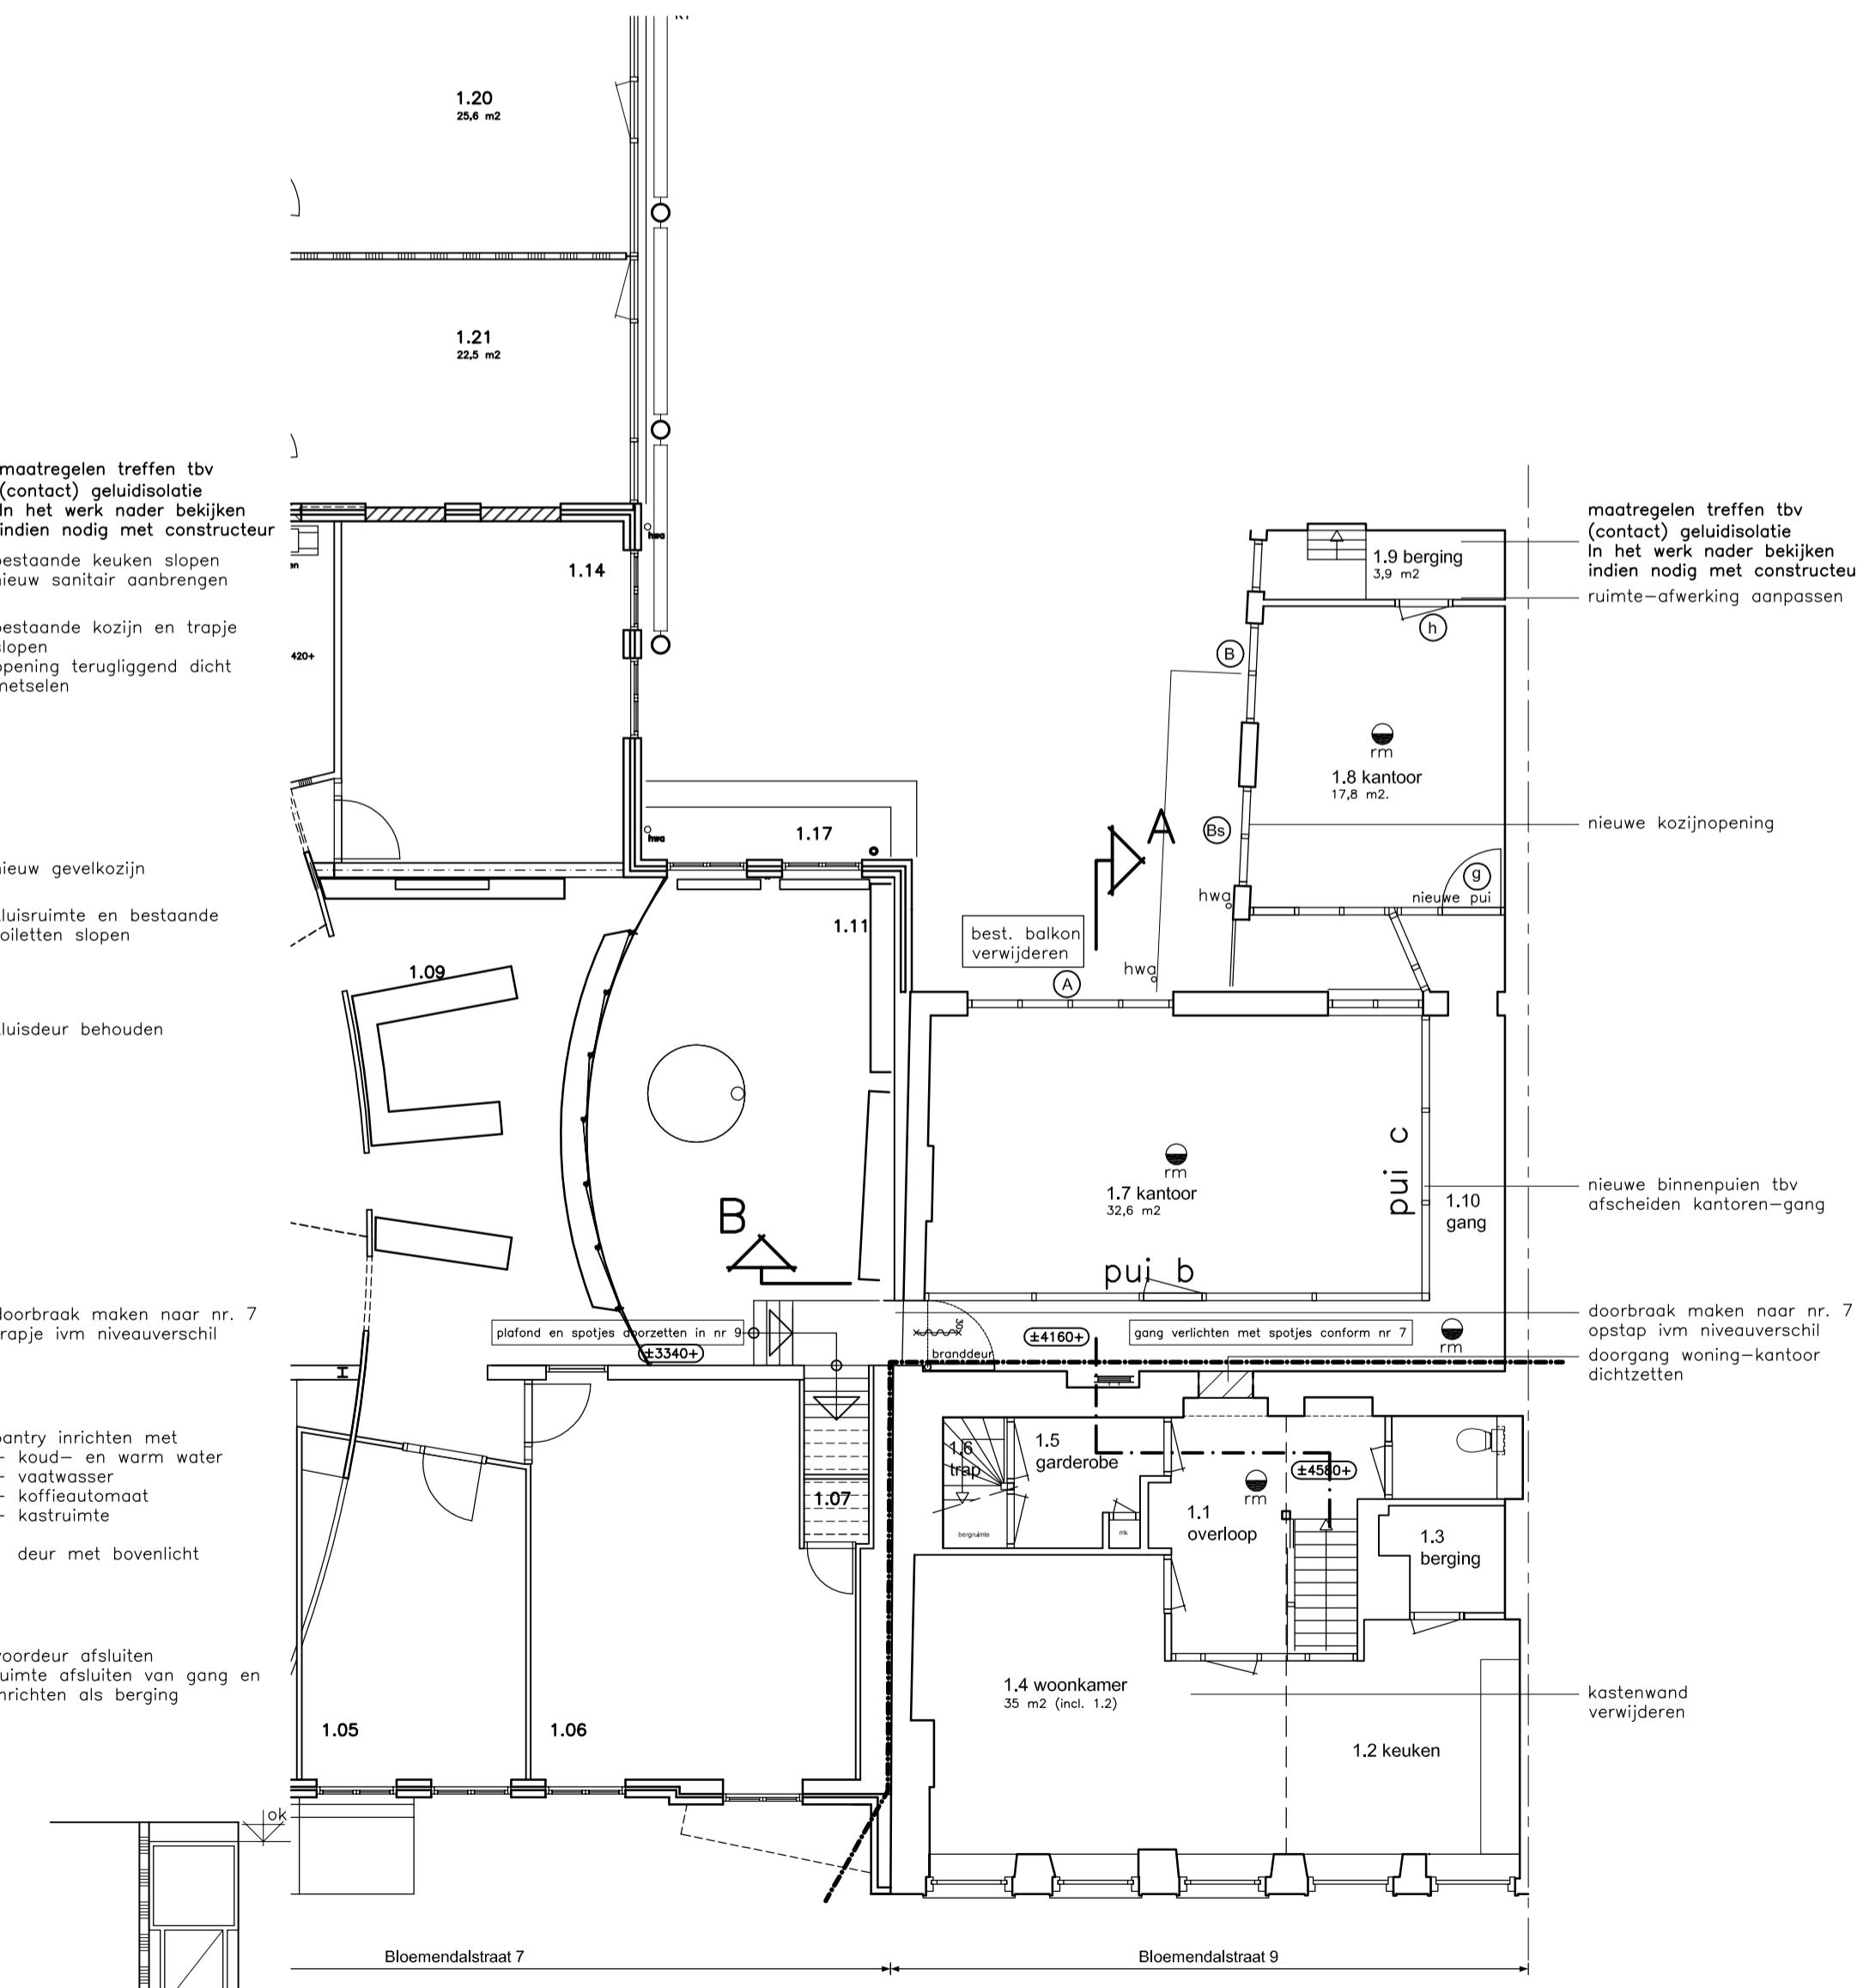 1.20
25,6 m2
1.21
22,5 m2
maatregelen treffen tbv
(contact) geluidisolatie
In het werk nader bekijken
indien nodig met constructeur
bestaande keuken slopen
nieuw sanitair aanbrengen
bestaande kozijn en trapje
slopen
opening terugliggend dicht
metselen
nieuw gevelkozijn
kluisruimte en bestaande
toiletten slopen
kluisdeur behouden
doorbraak maken naar nr. 7
trapje ivm niveauverschil
pantry inrichten met
- koud- en warm water
- vaatwasser
- koffieautomaat
- kastruimte
deur met bovenlicht
voordeur afsluiten
ruimte afsluiten van gang en
inrichten als berging
ok
420+
1.14
hwa
hwa
1.17
1.11
1.09
B
plafond en spotjes doorzetten in nr 9
±3340+
H
1.07
1.05
1.06
A
best. balkon
verwijderen
A
hwa
hwa
B
Bs
1.9 berging
3,9 m2
h
rm
1.8 kantoor
17,8 m2.
g
nieuwe pui
rm
1.7 kantoor
32,6 m2
pui c
pui b
1.10
gang
30
branddeur
±4160+
gang verlichten met spotjes conform nr 7
rm
1.6
trap
bergruimte
1.5
garderobe
mk
±4580+
rm
1.1
overloop
1.3
berging
1.4 woonkamer
35 m2 (incl. 1.2)
1.2 keuken
maatregelen treffen tbv
(contact) geluidisolatie
In het werk nader bekijken
indien nodig met constructeu
ruimte-afwerking aanpassen
nieuwe kozijnopening
nieuwe binnenpuien tbv
afscheiden kantoren-gang
doorbraak maken naar nr. 7
opstap ivm niveauverschil
doorgang woning-kantoor
dichtzetten
kastenwand
verwijderen
Bloemendalstraat 7
Bloemendalstraat 9